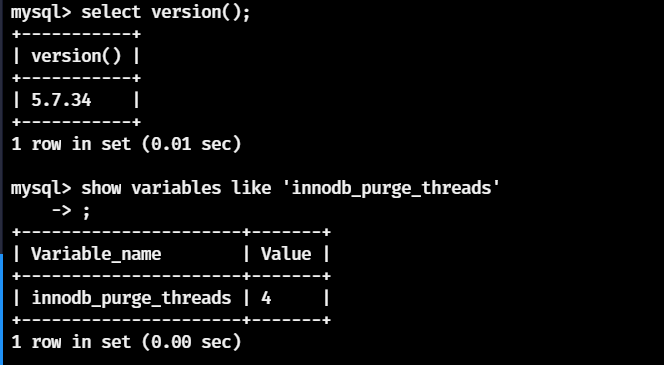 mysql> select version();
+-----------+
| version() |
+-----------+
| 5.7.34    |
+-----------+
1 row in set (0.01 sec)

mysql> show variables like 'innodb_purge_threads'
    -> ;
+----------------------+-------+
| Variable_name        | Value |
+----------------------+-------+
| innodb_purge_threads | 4     |
+----------------------+-------+
1 row in set (0.00 sec)